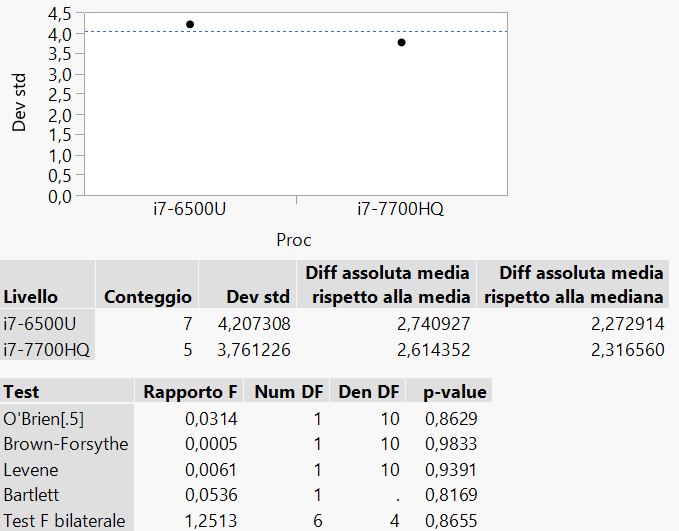 4,5
4,0
3,5
3,0
2,5
2,0
1,5
1,0
0,5
0,0
Dev std
i7-6500U i7-7700HQ
Proc
Diff assoluta media Diff assoluta media
Livello Conteggio Dev std rispetto alla media rispetto alla mediana
i7-6500U 7 4,207308 2,740927 2,272914
i7-7700HQ 5 3,761226 2,614352 2,316560
Test Rapporto F Num DF Den DF p-value
O'Brien[.5] 0,0314 1 10 0,8629
Brown-Forsythe 0,0005 1 10 0,9833
Levene 0,0061 1 10 0,9391
Bartlett 0,0536 1 . 0,8169
Test F bilaterale 1,2513 6 4 0,8655